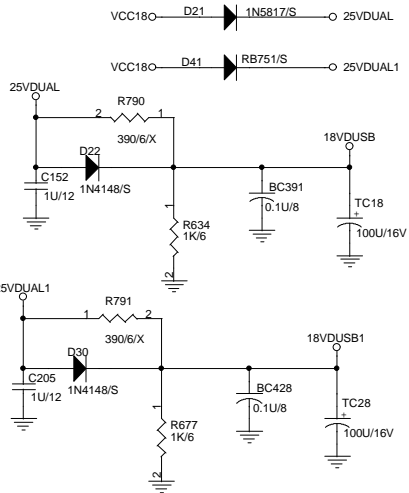 D21 1N5817/S
VCC18 25VDUAL
D41 RB751/S
VCC18 25VDUAL1
25VDUAL
R790
2 1
390/6/X
18VDUSB
D22
1N4148/S
C152
1U/12
BC391
0.1U/8
TC18
+
100U/16V
1
R634
1K/6
2
25VDUAL1
R791
1 2
390/6/X
18VDUSB1
D30
1N4148/S
C205
1U/12
BC428
0.1U/8
TC28
+
100U/16V
1
R677
1K/6
2